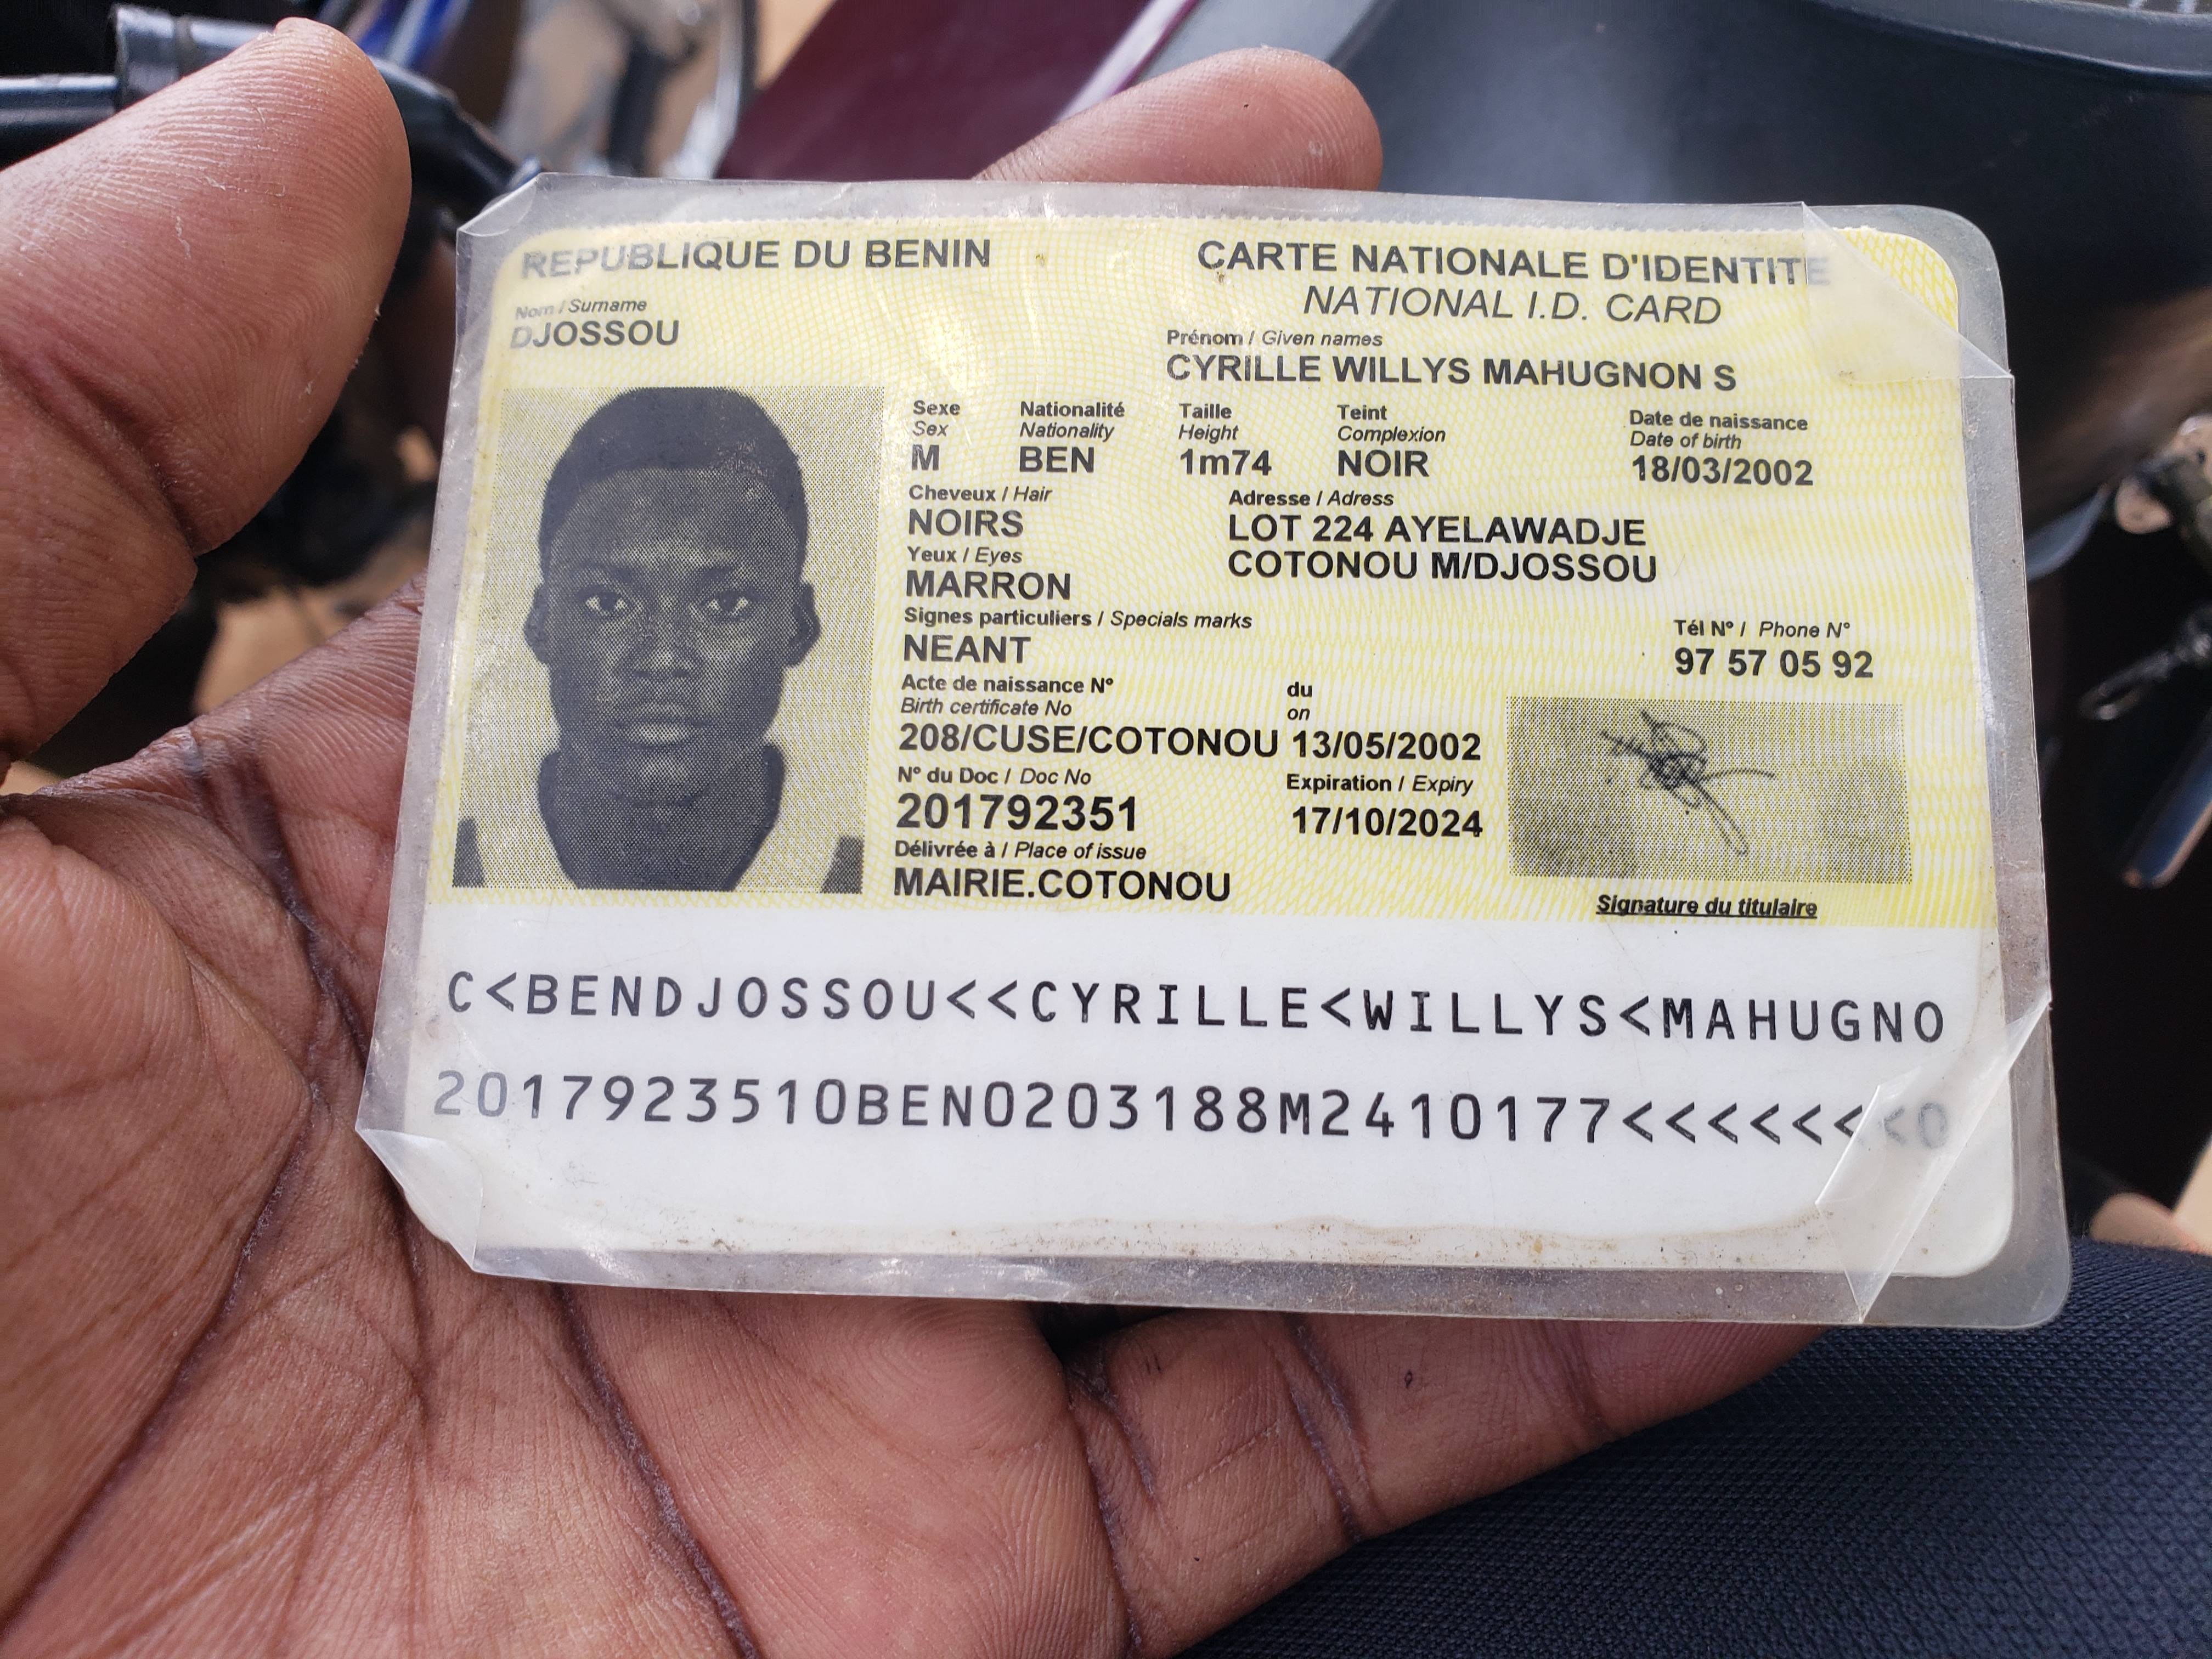 REPUBLIQUE DU BENIN
CARTE NATIONALE D'IDENTITE
NATIONAL I.D. CARD
Nom / Surname
DJOSSOU
Prénom / Given names
CYRILLE WILLYS MAHUGNON S
Sexe Nationalité Taille Teint Date de naissance
Sex Nationality Height Complexion Date of birth
M BEN 1m74 NOIR 18/03/2002
Cheveux / Hair
NOIRS
Adresse / Adress
LOT 224 AYELAWADJE
COTONOU M/DJOSSOU
Yeux / Eyes
MARRON
Signes particuliers / Specials marks
NEANT
Tél N° / Phone N°
97 57 05 92
Acte de naissance N° du
Birth certificate No on
208/CUSE/COTONOU 13/05/2002
N° du Doc / Doc No Expiration / Expiry
201792351 17/10/2024
Délivrée à / Place of issue
MAIRIE.COTONOU
Signature du titulaire
C<BENDJOSSOU<<CYRILLE<WILLYS<MAHUGNO
2017923510BEN0203188M2410177<<<<<<<0